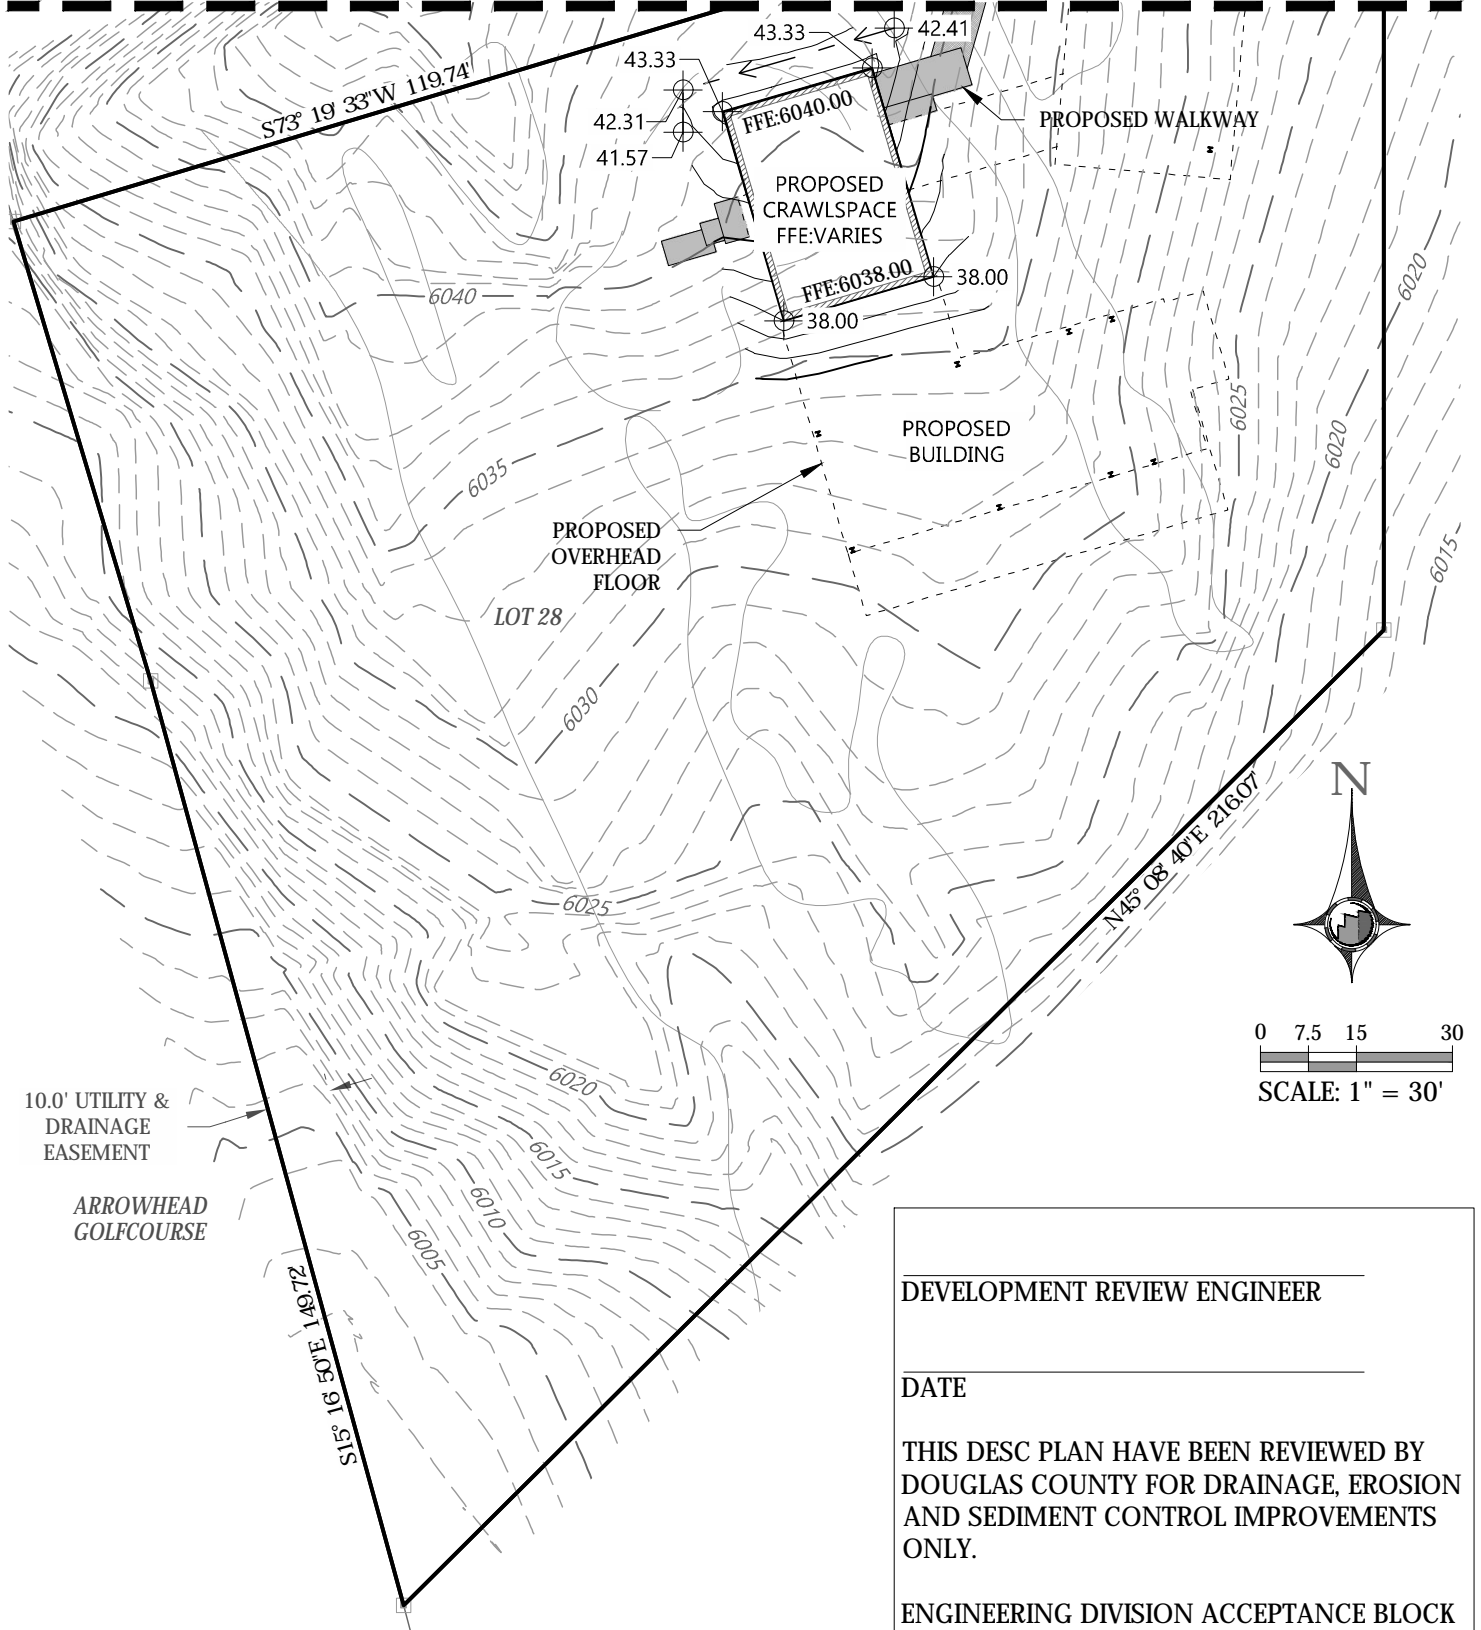 43.33
42.41
43.33
S73° 19' 33"W 119.74'
42.31
41.57
FFE:6040.00
PROPOSED WALKWAY
PROPOSED
CRAWLSPACE
FFE:VARIES
6040
FFE:6038.00
38.00
38.00
6020
6025
6020
6015
PROPOSED
BUILDING
6035
PROPOSED
OVERHEAD
FLOOR
LOT 28
6030
N
N45° 08' 40"E 216.07'
6025
0 7.5 15 30
SCALE: 1" = 30'
6020
10.0' UTILITY &
DRAINAGE
EASEMENT
6015
6010
6005
ARROWHEAD
GOLFCOURSE
S15° 16' 50"E 149.72'
DEVELOPMENT REVIEW ENGINEER
DATE
THIS DESC PLAN HAVE BEEN REVIEWED BY
DOUGLAS COUNTY FOR DRAINAGE, EROSION
AND SEDIMENT CONTROL IMPROVEMENTS
ONLY.
ENGINEERING DIVISION ACCEPTANCE BLOCK